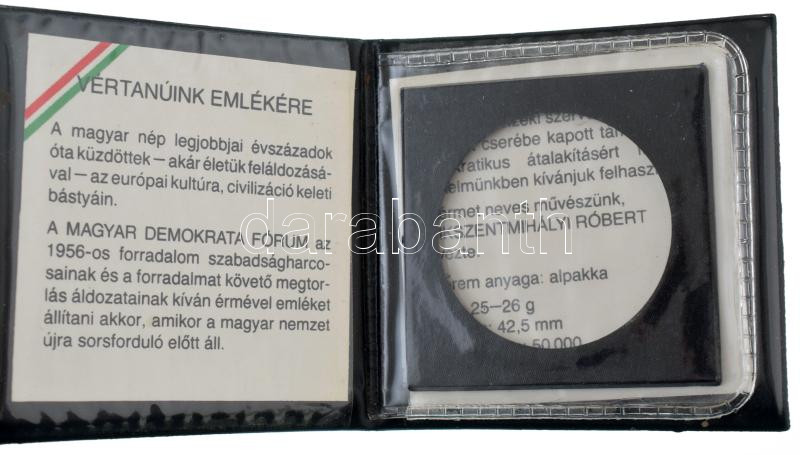 VÉRTANÚINK EMLÉKÉRE
A magyar nép legjobbjai évszázadok
óta küzdöttek – akár életük feláldozásá-
val – az európai kultúra, civilizáció keleti
bástyáin.
A MAGYAR DEMOKRATA FÓRUM az
1956-os forradalom szabadságharco-
sainak és a forradalmat követő megtor-
lás áldozatainak kíván érmével emléket
állítani akkor, amikor a magyar nemzet
újra sorsforduló előtt áll.
cserébe kapott
kratikus átalakításért
elmünkben kívánjuk felhasz
rmet neves művészünk,
SZENTMIHÁLYI RÓBERT
rem anyaga: alpakka
25–26 g
: 42,5 mm
50 000
darabanth